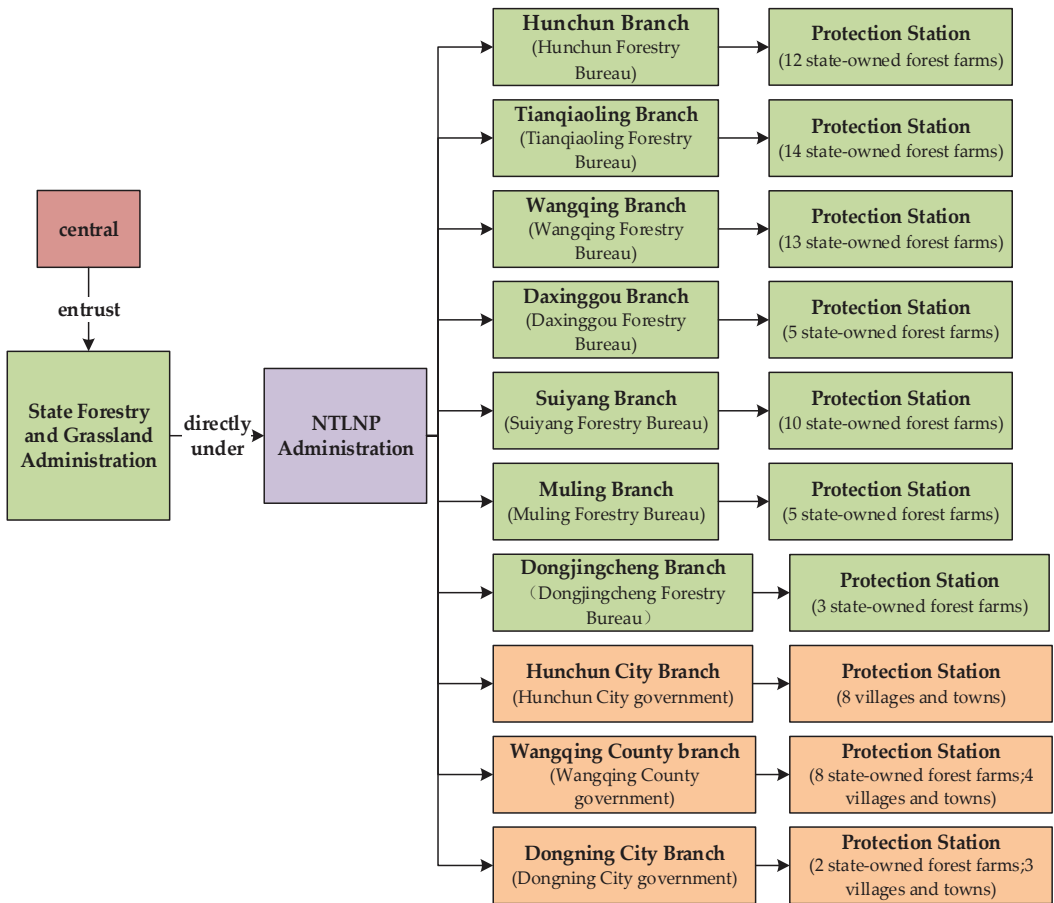 central
entrust
State Forestry
and Grassland
Administration
directly
under
NTLNP
Administration
Hunchun Branch
(Hunchun Forestry
Bureau)
Protection Station
(12 state-owned forest farms)
Tianqiaoling Branch
(Tianqiaoling Forestry
Bureau)
Protection Station
(14 state-owned forest farms)
Wangqing Branch
(Wangqing Forestry
Bureau)
Protection Station
(13 state-owned forest farms)
Daxinggou Branch
(Daxinggou Forestry
Bureau)
Protection Station
(5 state-owned forest farms)
Suiyang Branch
(Suiyang Forestry Bureau)
Protection Station
(10 state-owned forest farms)
Muling Branch
(Muling Forestry Bureau)
Protection Station
(5 state-owned forest farms)
Dongjingcheng Branch
（Dongjingcheng Forestry
Bureau）
Protection Station
(3 state-owned forest farms)
Hunchun City Branch
(Hunchun City government)
Protection Station
(8 villages and towns)
Wangqing County branch
(Wangqing County
government)
Protection Station
(8 state-owned forest farms;4
villages and towns)
Dongning City Branch
(Dongning City government)
Protection Station
(2 state-owned forest farms;3
villages and towns)